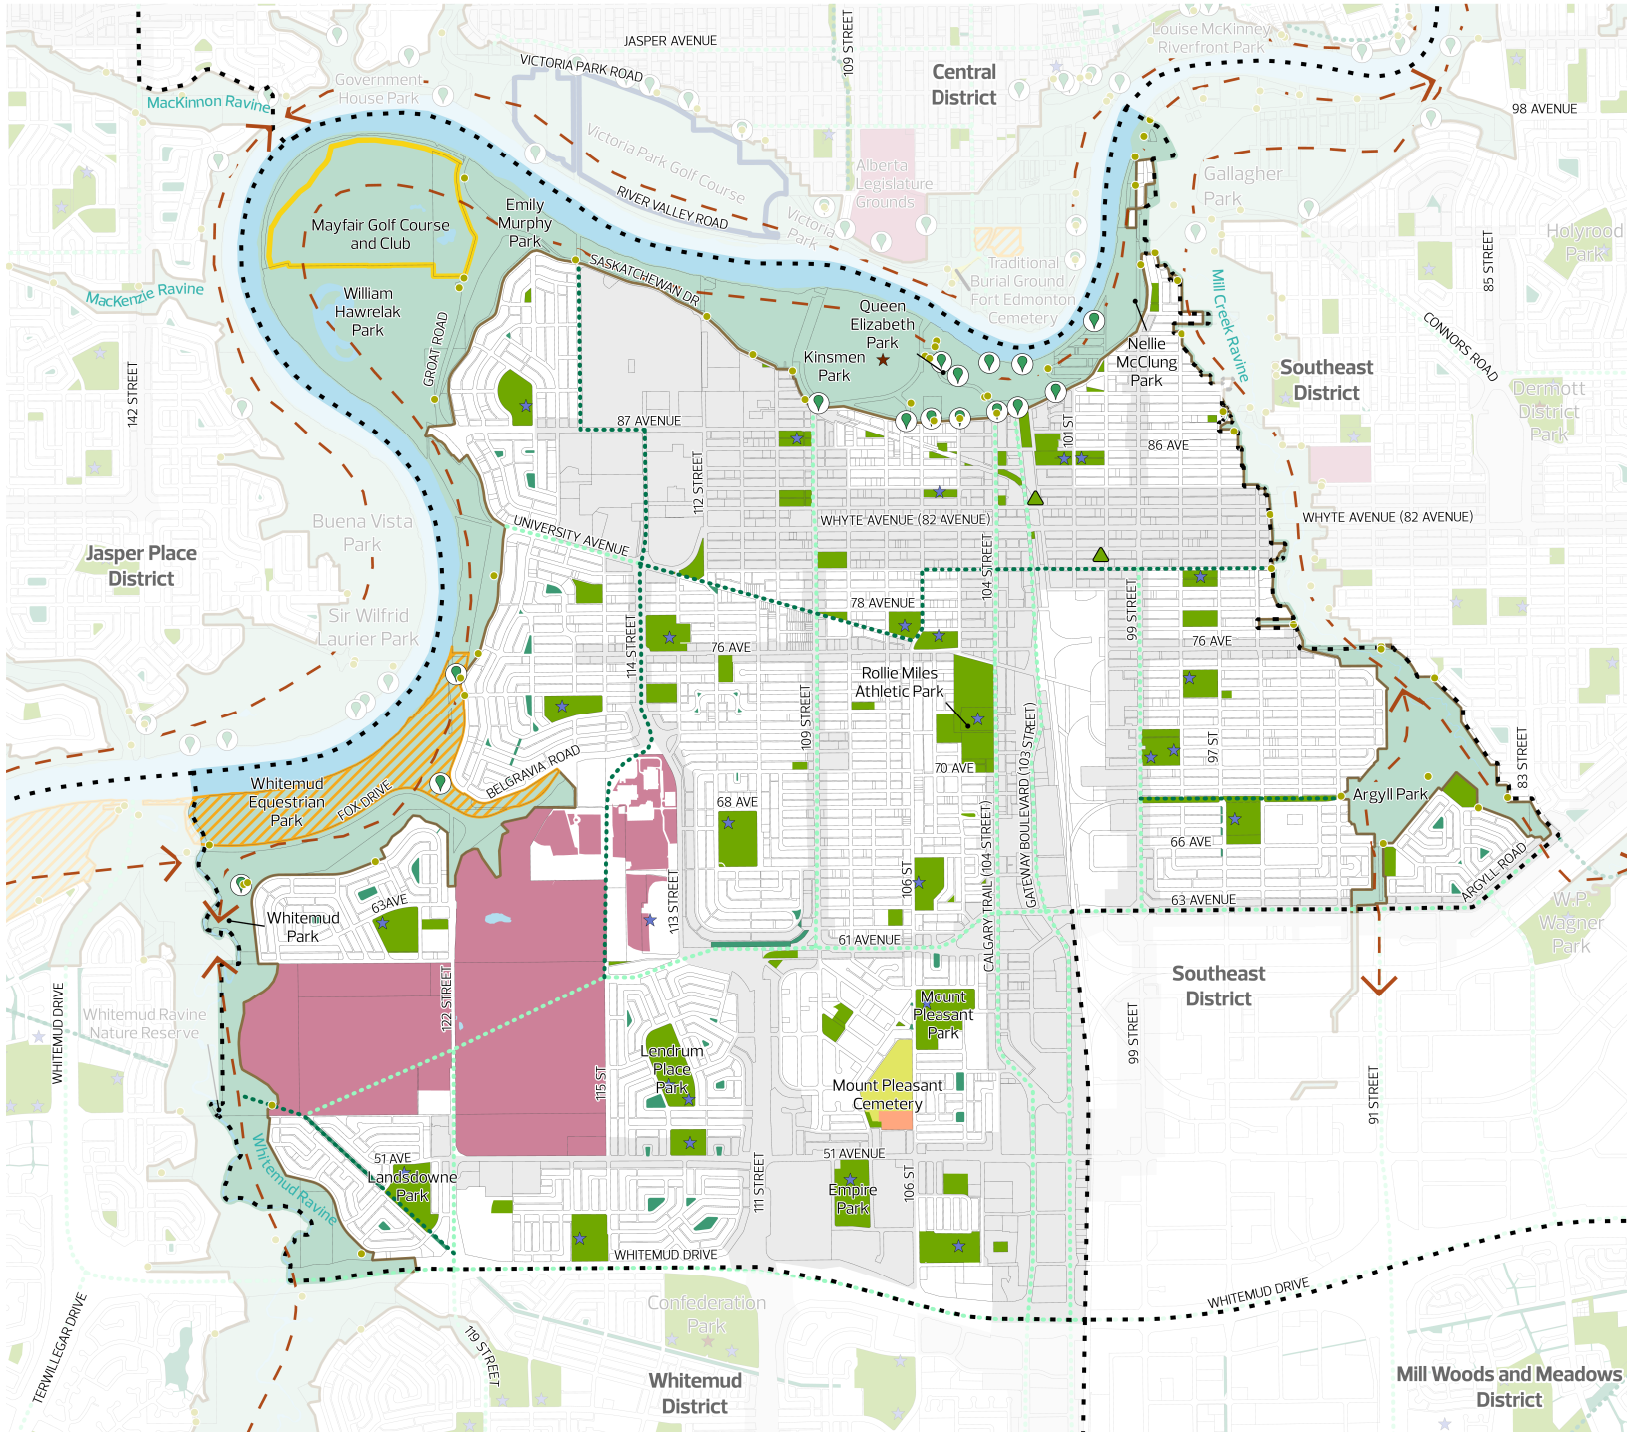 JASPER AVENUE
VICTORIA PARK ROAD
109 STREET
Central
District
Louise McKinney
Riverfront Park
98 AVENUE
Government
House Park
MacKinnon Ravine
Victoria Park Golf Course
Alberta
Legislature
Grounds
RIVER VALLEY ROAD
Victoria
Park
Gallagher
Park
Holyrood
Park
85 STREET
Emily
Murphy
Park
Mayfair Golf Course
and Club
SASKATCHEWAN DR
Traditional
Burial Ground /
Fort Edmonton
Cemetery
Mill Creek Ravine
MacKenzie Ravine
William
Hawrelak
Park
GROAT ROAD
Queen
Elizabeth
Park
Kinsmen
Park
Nellie
McClung
Park
CONNORS ROAD
Southeast
District
Dermott
District
Park
142 STREET
87 AVENUE
101 ST
86 AVE
112 STREET
UNIVERSITY AVENUE
WHYTE AVENUE (82 AVENUE)
WHYTE AVENUE (82 AVENUE)
Buena Vista
Park
Jasper Place
District
104 STREET
99 STREET
78 AVENUE
Sir Wilfrid
Laurier Park
114 STREET
76 AVE
76 AVE
Rollie Miles
Athletic Park
109 STREET
GATEWAY BOULEVARD (103 STREET)
97 ST
83 STREET
70 AVE
BELGRAVIA ROAD
Whitemud
Equestrian
Park
FOX DRIVE
68 AVE
Argyll Park
CALGARY TRAIL (104 STREET)
66 AVE
ARGYLL ROAD
106 ST
113 STREET
63 AVE
63 AVENUE
Whitemud
Park
W.P.
Wagner
Park
61 AVENUE
Southeast
District
122 STREET
WHITEMUD DRIVE
Whitemud Ravine
Nature Reserve
Mount
Pleasant
Park
99 STREET
Lendrum
Place
Park
115 ST
Mount Pleasant
Cemetery
91 STREET
Whitemud Ravine
51 AVE
Landsdowne
Park
111 STREET
51 AVENUE
106 ST
Empire
Park
WHITEMUD DRIVE
WHITEMUD DRIVE
TERWILLEGAR DRIVE
Confederation
Park
119 STREET
Whitemud
District
Mill Woods and Meadows
District